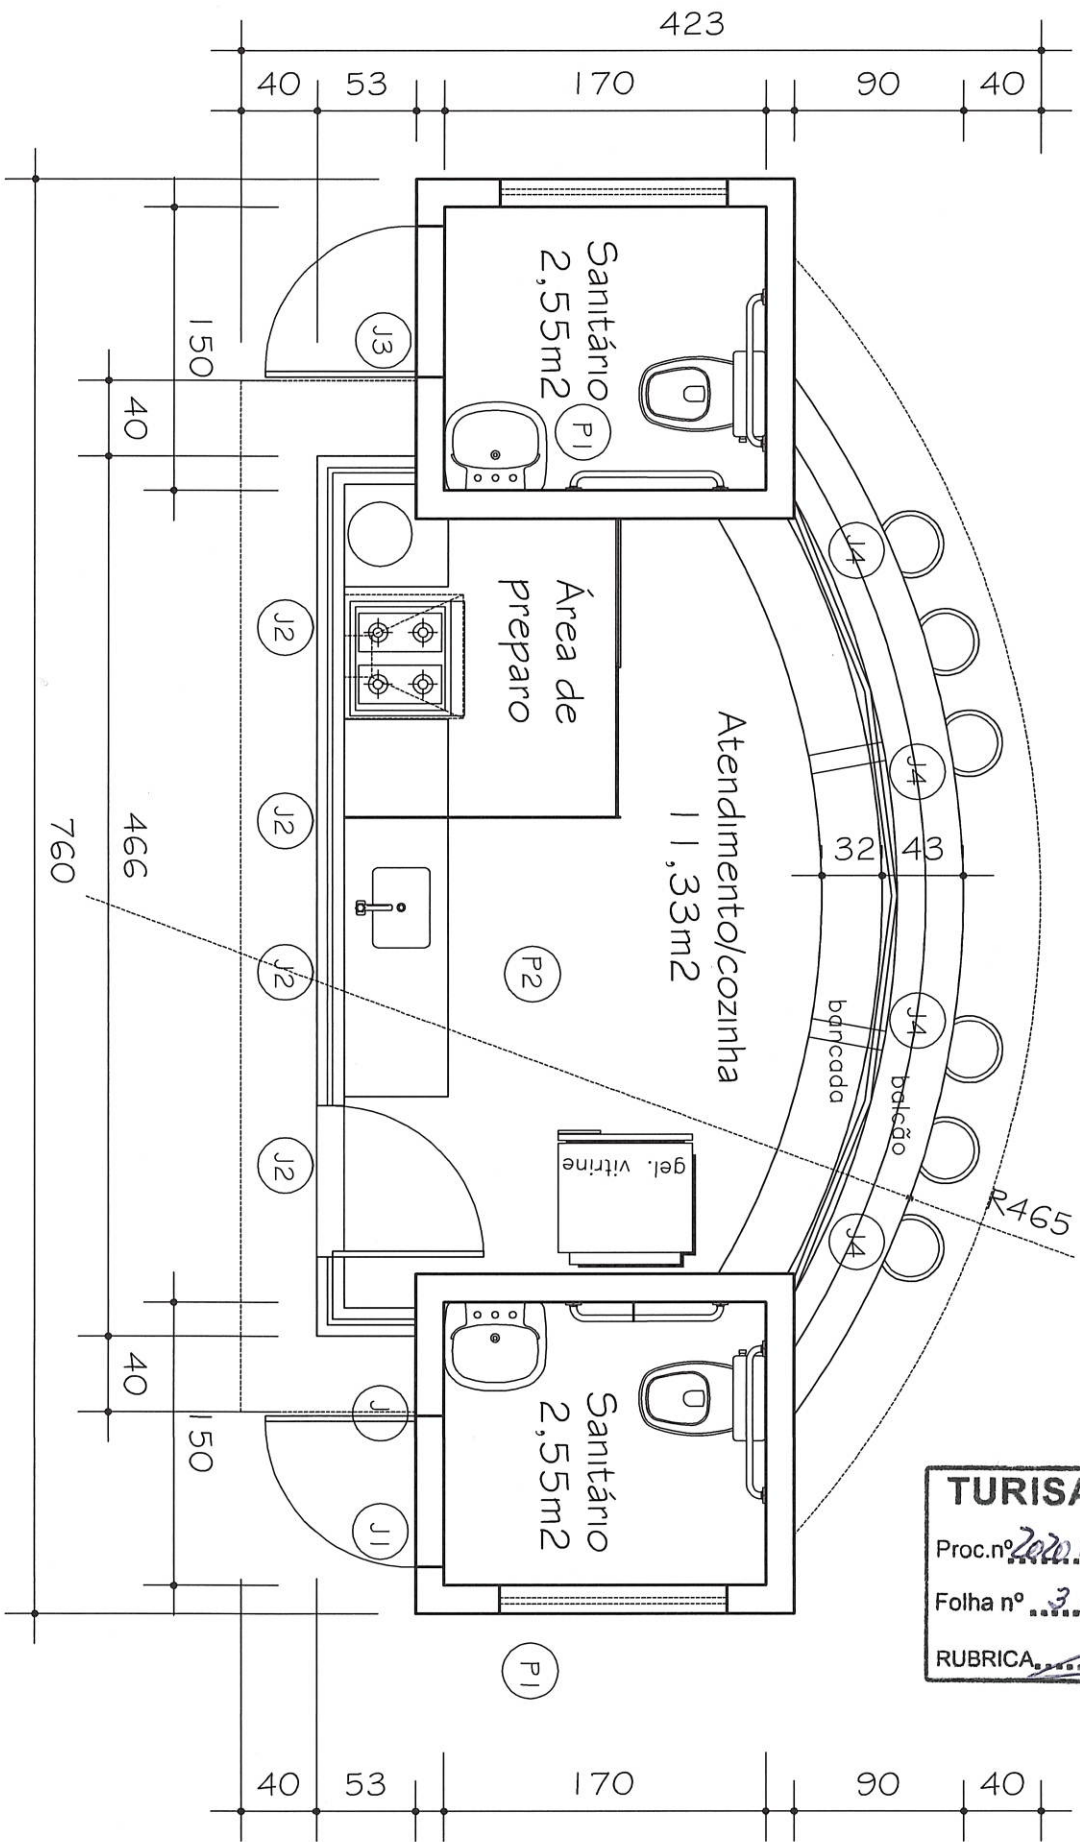 423
40 53 170 90 40
Sanitário
2,55m2
P1
J3
150
40
466
760
Área de
preparo
Atendimento/cozinha
11,33m2
J2
J2
J2
J2
P2
J4
J4
J4
J4
32 43
bancada
balcão
R465
gel. vitrine
Sanitário
2,55m2
J
J1
P1
40
150
40 53 170 90 40
TURISA
Proc.nº 2020
Folha nº 3
RUBRICA